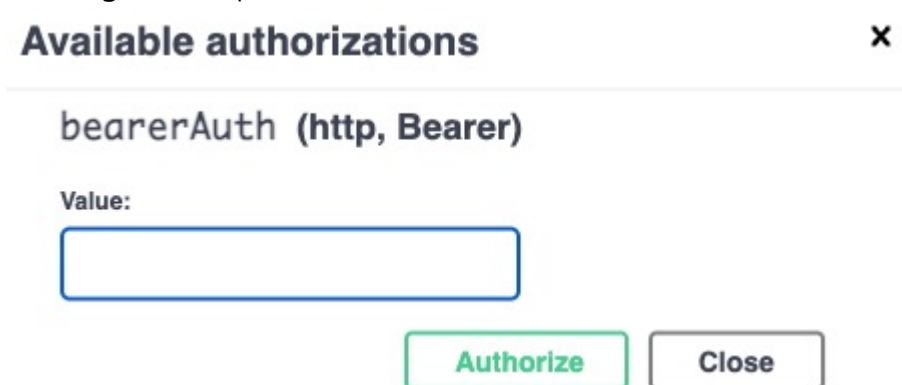 Available authorizations ×
bearerAuth (http, Bearer)
Value:
Authorize Close